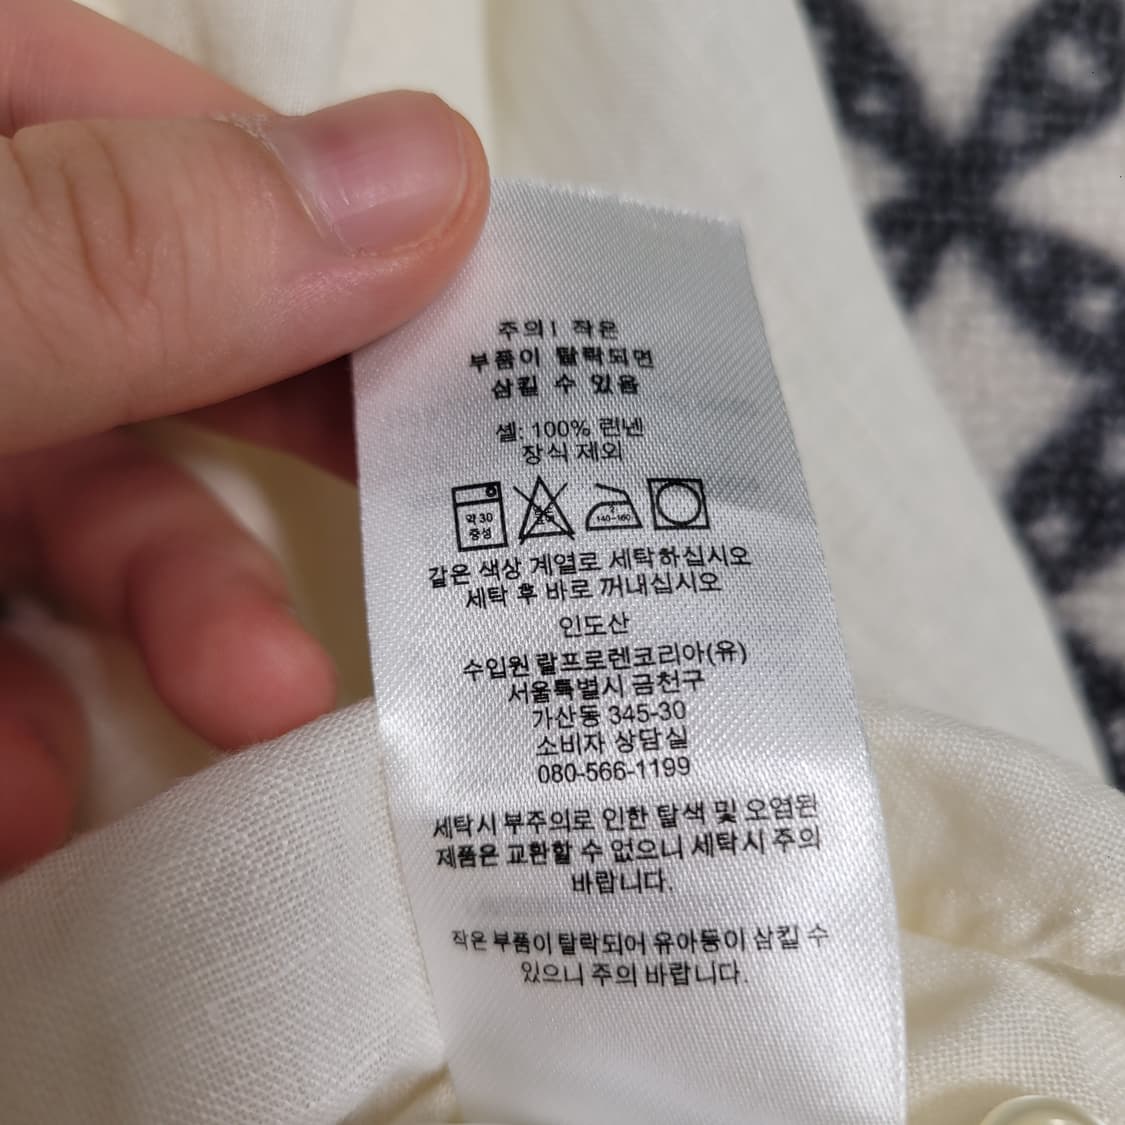 주의! 작은
부품이 탈락되면
삼킬 수 있음
셸: 100% 린넨
장식 제외
약 30
중성
140~160
같은 색상 계열로 세탁하십시오
세탁 후 바로 꺼내십시오
인도산
수입원 랄프로렌코리아(유)
서울특별시 금천구
가산동 345-30
소비자 상담실
080-566-1199
세탁시 부주의로 인한 탈색 및 오염된
제품은 교환할 수 없으니 세탁시 주의
바랍니다.
작은 부품이 탈락되어 유아등이 삼킬 수
있으니 주의 바랍니다.